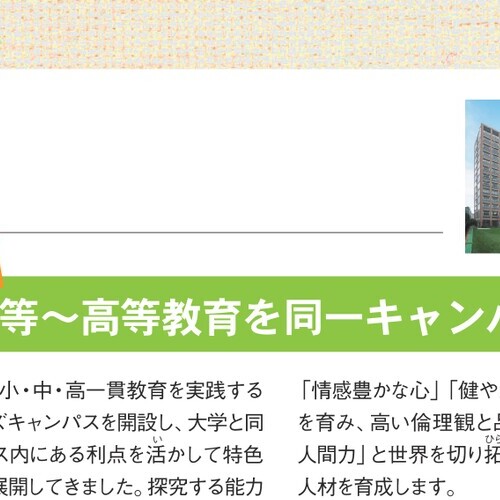 等～高等教育を同一キャン
小・中・高一貫教育を実践する
ズキャンパスを開設し、大学と同
ス内にある利点を活かして特色
展開してきました。探究する能力
「情感豊かな心」「健や
を育み、高い倫理観と
人間力」と世界を切り拓
人材を育成します。